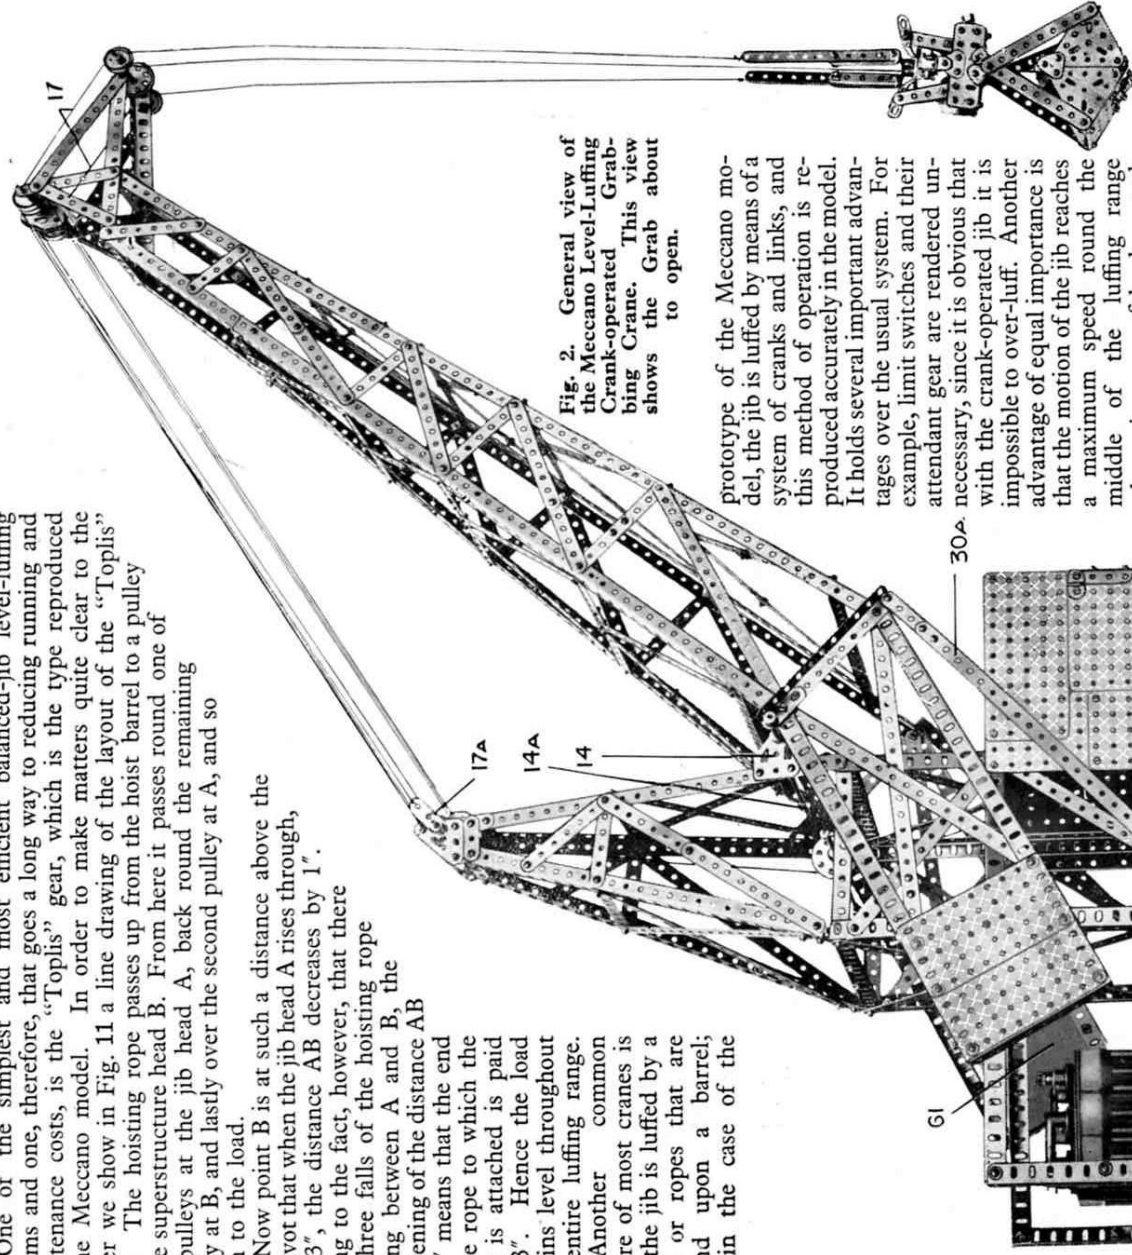 One of the simplest and most efficient balanced-jib level-luffing
ms and one, therefore, that goes a long way to reducing running and
tenance costs, is the “Toplis” gear, which is the type reproduced
e Meccano model. In order to make matters quite clear to the
er we show in Fig. 11 a line drawing of the layout of the “Toplis”
The hoisting rope passes up from the hoist barrel to a pulley
e superstructure head B. From here it passes round one of
pulleys at the jib head A, back round the remaining
y at B, and lastly over the second pulley at A, and so
n to the load.
Now point B is at such a distance above the
vot that when the jib head A rises through,
3″, the distance AB decreases by 1″.
ng to the fact, however, that there
hree falls of the hoisting rope
ng between A and B, the
ening of the distance AB
″ means that the end
e rope to which the
is attached is paid
3″. Hence the load
ins level throughout
entire luffing range.
Another common
re of most cranes is
the jib is luffed by a
or ropes that are
nd upon a barrel;
in the case of the
Fig. 2. General view of
the Meccano Level-Luffing
Crank-operated Grab-
bing Crane. This view
shows the Grab about
to open.
prototype of the Meccano mo-
del, the jib is luffed by means of a
system of cranks and links, and
this method of operation is re-
produced accurately in the model.
It holds several important advan-
tages over the usual system. For
example, limit switches and their
attendant gear are rendered un-
necessary, since it is obvious that
with the crank-operated jib it is
impossible to over-luff. Another
advantage of equal importance is
that the motion of the jib reaches
a maximum speed round the
middle of the luffing range
17
17A
14A
14
30A
G1